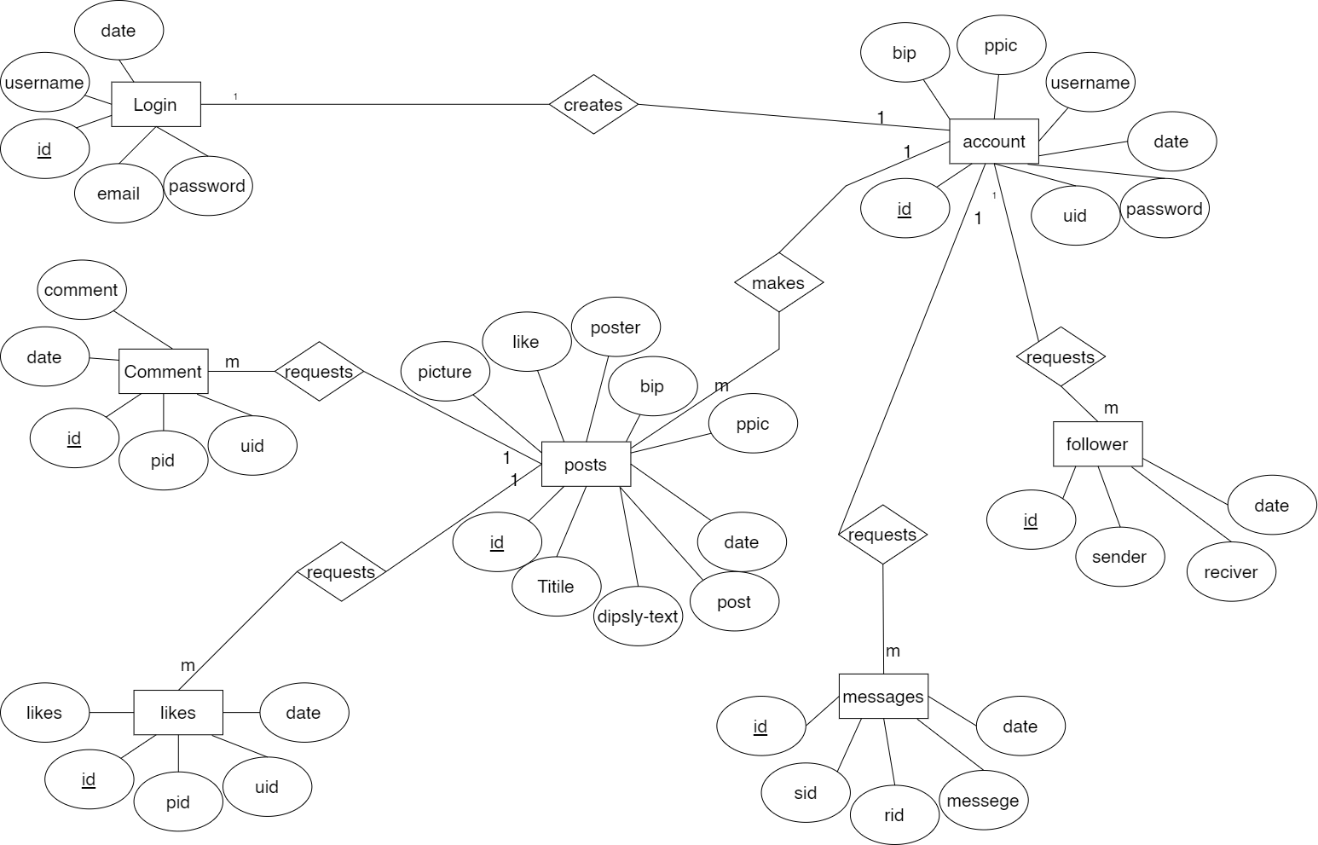 date
username
Login
id
email
password
1
creates
1
bip
ppic
username
account
date
id
uid
password
1
1
1
makes
m
requests
m
follower
id
sender
reciver
date
comment
date
Comment
id
pid
uid
m
requests
1
picture
like
poster
bip
ppic
posts
id
Titile
dipsly-text
post
date
1
requests
m
likes
likes
date
id
pid
uid
requests
m
messages
id
sid
rid
messege
date